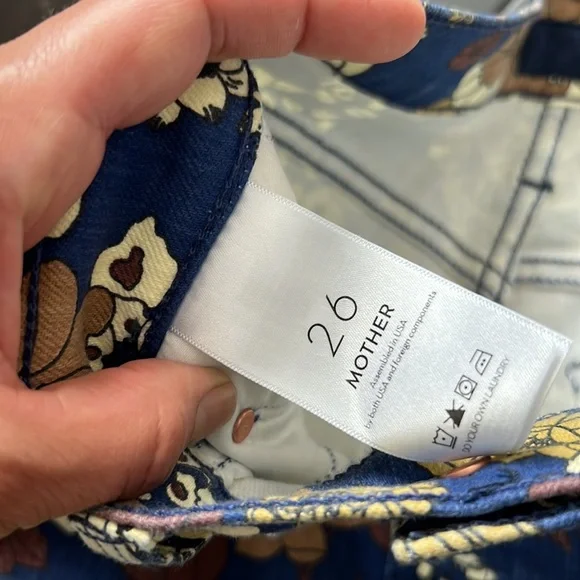 26
MOTHER
Assembled in USA
by both USA and foreign components
DO YOUR OWN LAUNDRY